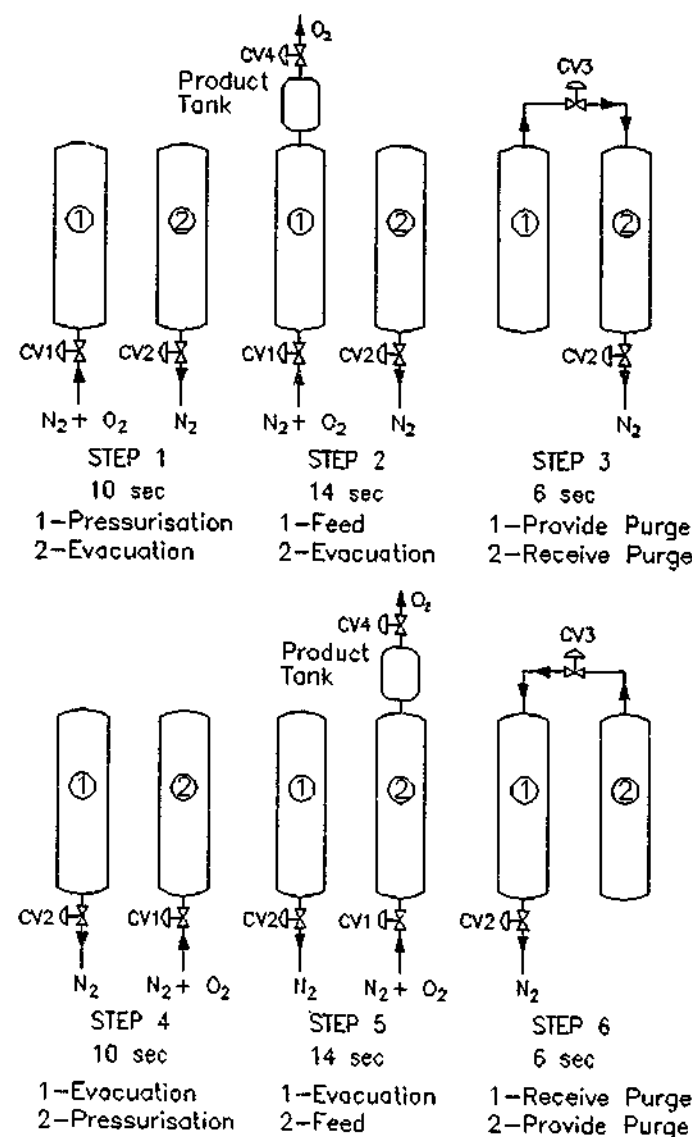 O2
CV4
Product
Tank
CV3
1
2
1
2
1
2
CV1
CV2
CV1
CV2
CV2
N2+ O2
N2
N2+ O2
N2
N2
STEP 1
10 sec
1-Pressurisation
2-Evacuation
STEP 2
14 sec
1-Feed
2-Evacuation
STEP 3
6 sec
1-Provide Purge
2-Receive Purge
O2
CV4
Product
Tank
CV3
1
2
1
2
1
2
CV2
CV1
CV2
CV1
CV2
N2
N2+ O2
N2
N2+ O2
N2
STEP 4
10 sec
1-Evacuation
2-Pressurisation
STEP 5
14 sec
1-Evacuation
2-Feed
STEP 6
6 sec
1-Receive Purge
2-Provide Purge